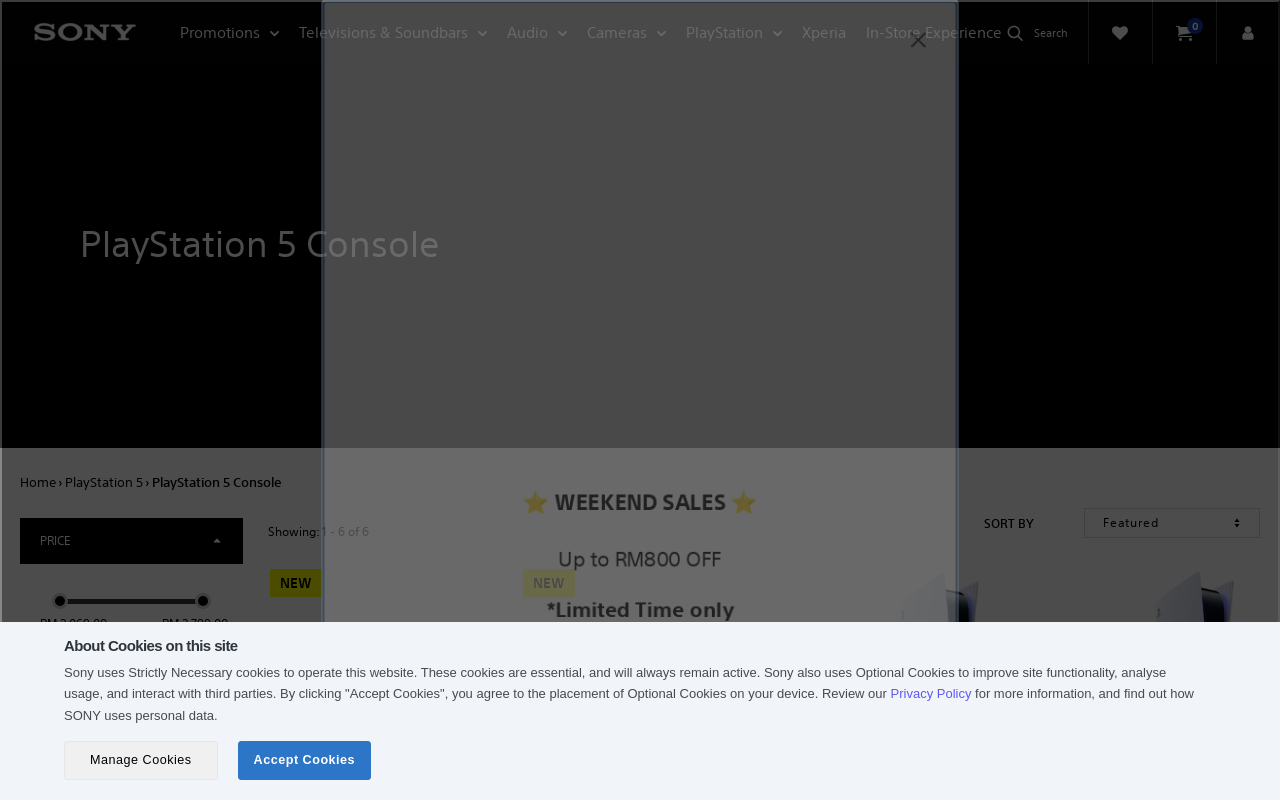 SONY
Promotions
Televisions & Soundbars
Audio
Cameras
PlayStation
Xperia
In-Store Experience
Search
0
PlayStation 5 Console
Home › PlayStation 5 › PlayStation 5 Console
PRICE
Showing: 1 - 6 of 6
SORT BY
Featured
⭐ WEEKEND SALES ⭐
Up to RM800 OFF
NEW
NEW
*Limited Time only
About Cookies on this site
Sony uses Strictly Necessary cookies to operate this website. These cookies are essential, and will always remain active. Sony also uses Optional Cookies to improve site functionality, analyse
usage, and interact with third parties. By clicking "Accept Cookies", you agree to the placement of Optional Cookies on your device. Review our Privacy Policy for more information, and find out how
SONY uses personal data.
Manage Cookies
Accept Cookies